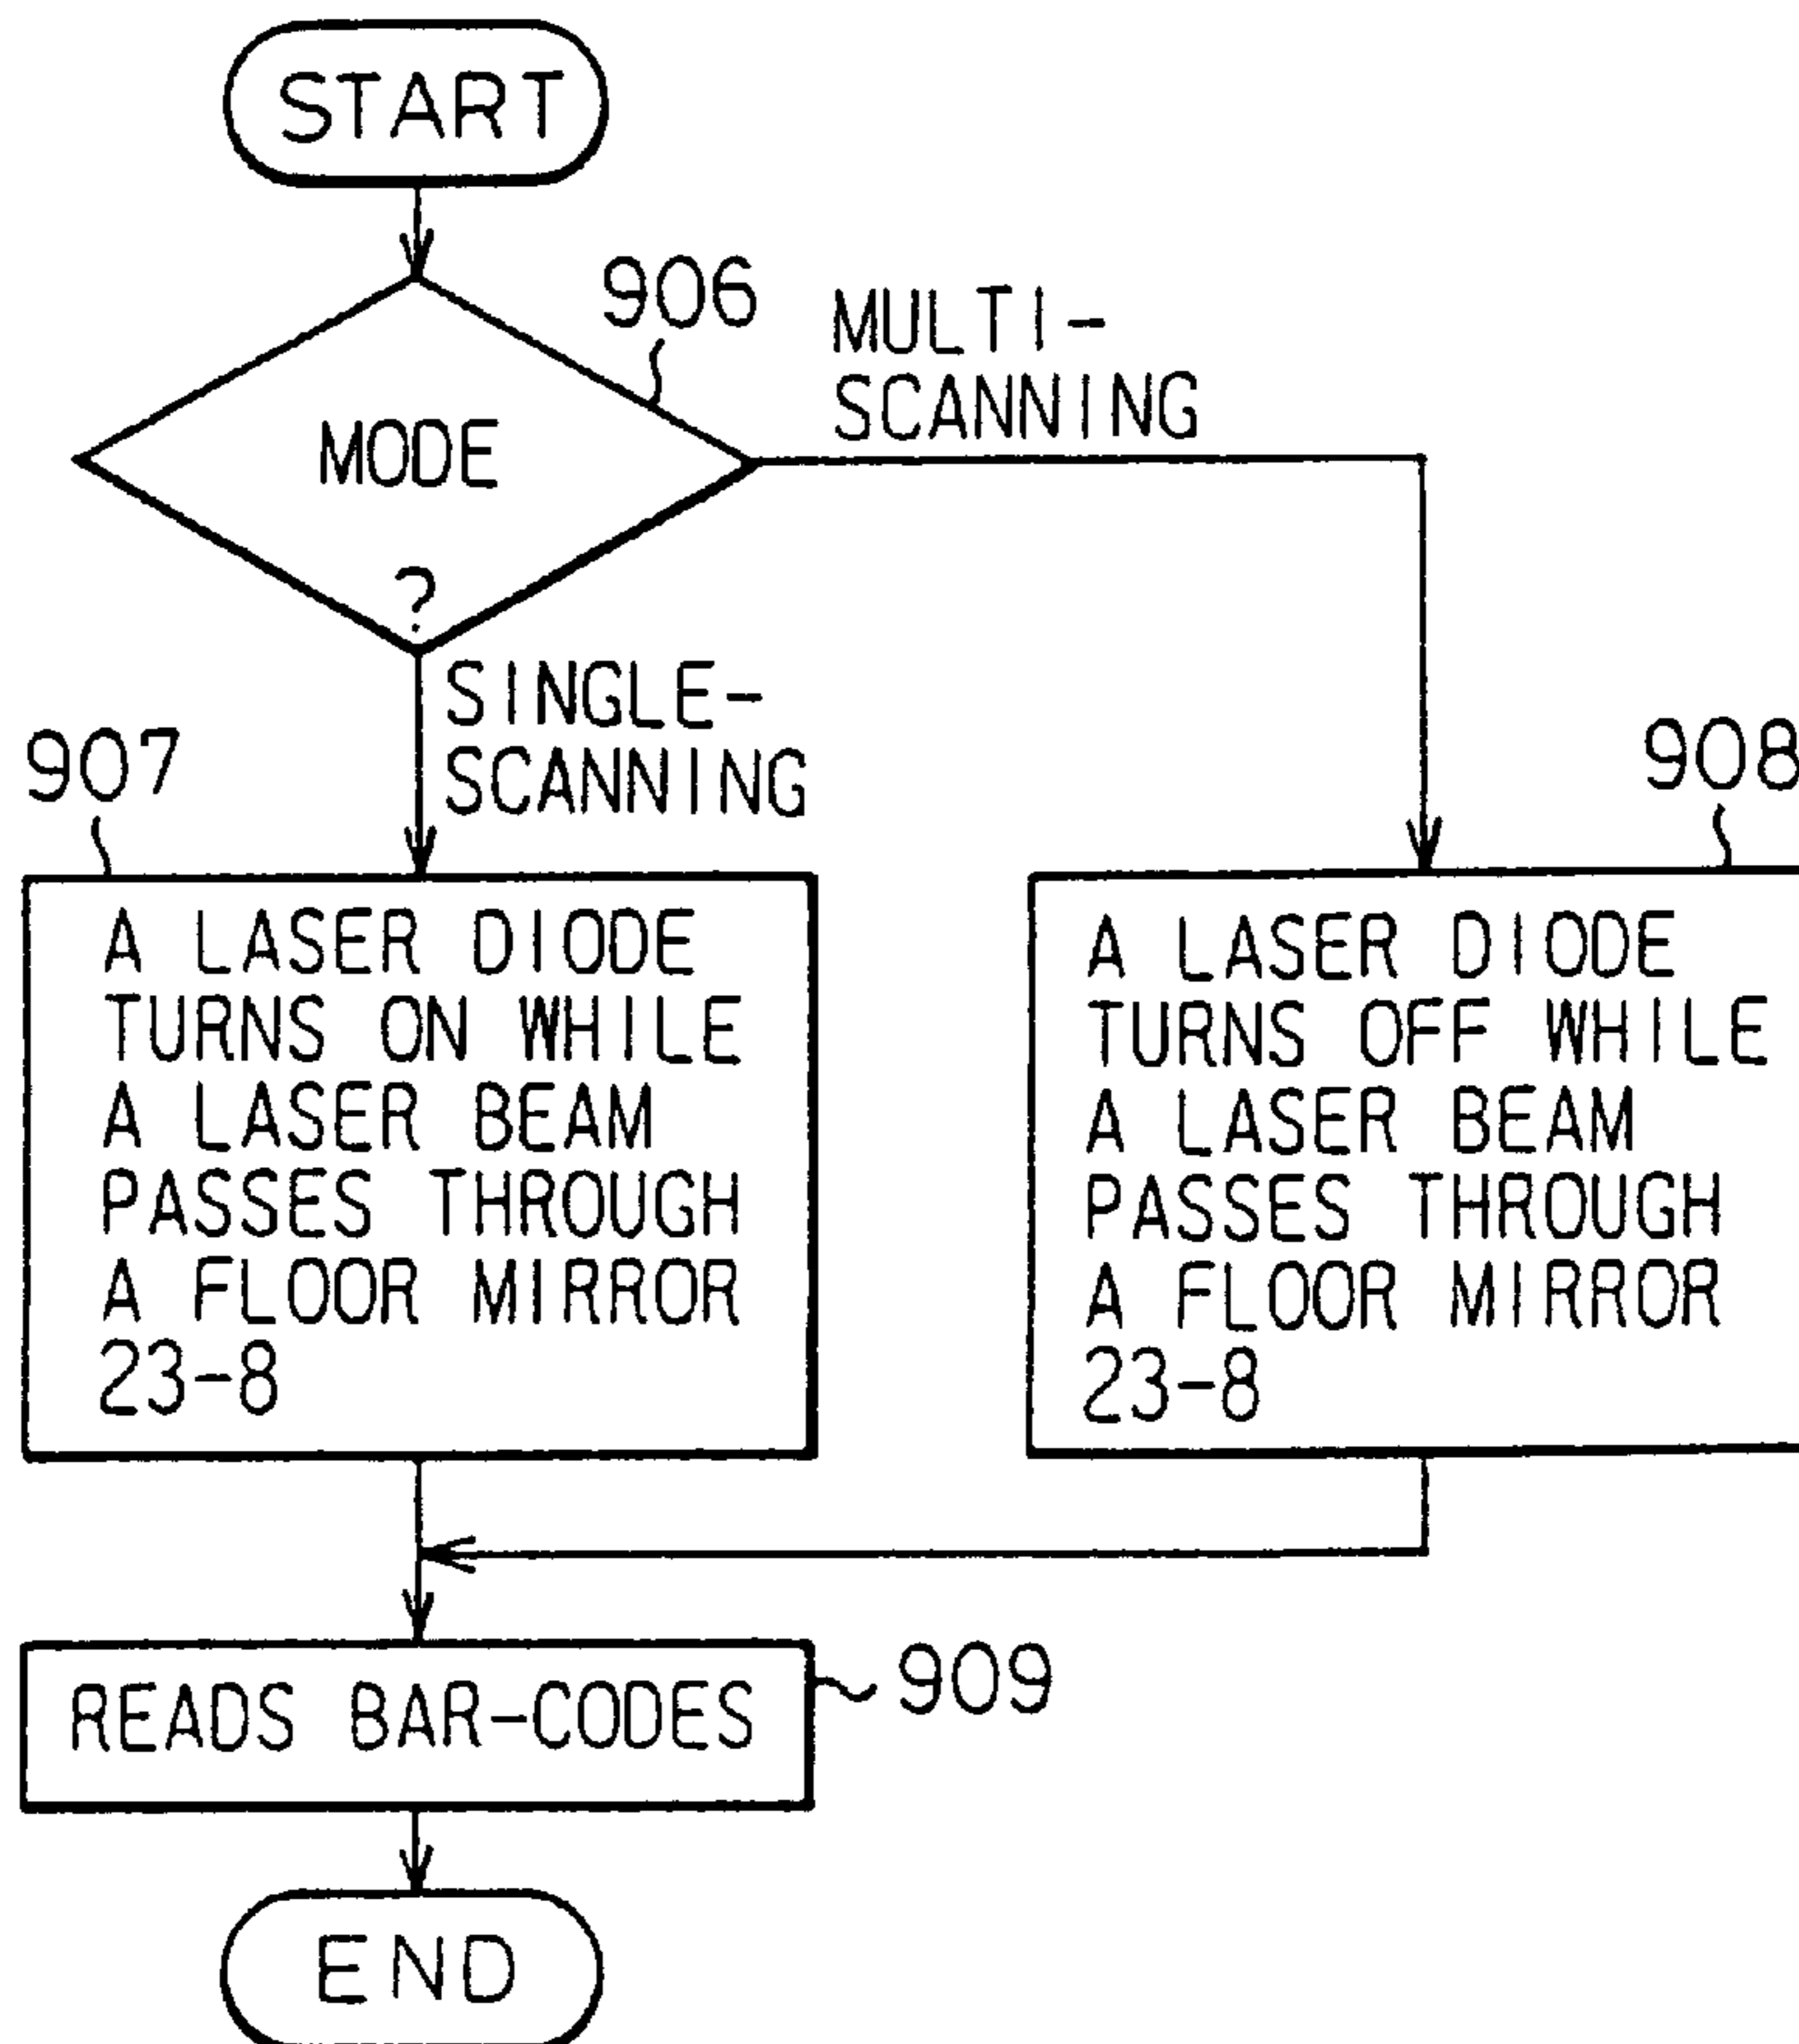 START
906
MULTI-
SCANNING
MODE
?
SINGLE-
SCANNING
907
908
A LASER DIODE
TURNS ON WHILE
A LASER BEAM
PASSES THROUGH
A FLOOR MIRROR
23-8
A LASER DIODE
TURNS OFF WHILE
A LASER BEAM
PASSES THROUGH
A FLOOR MIRROR
23-8
READS BAR-CODES
909
END